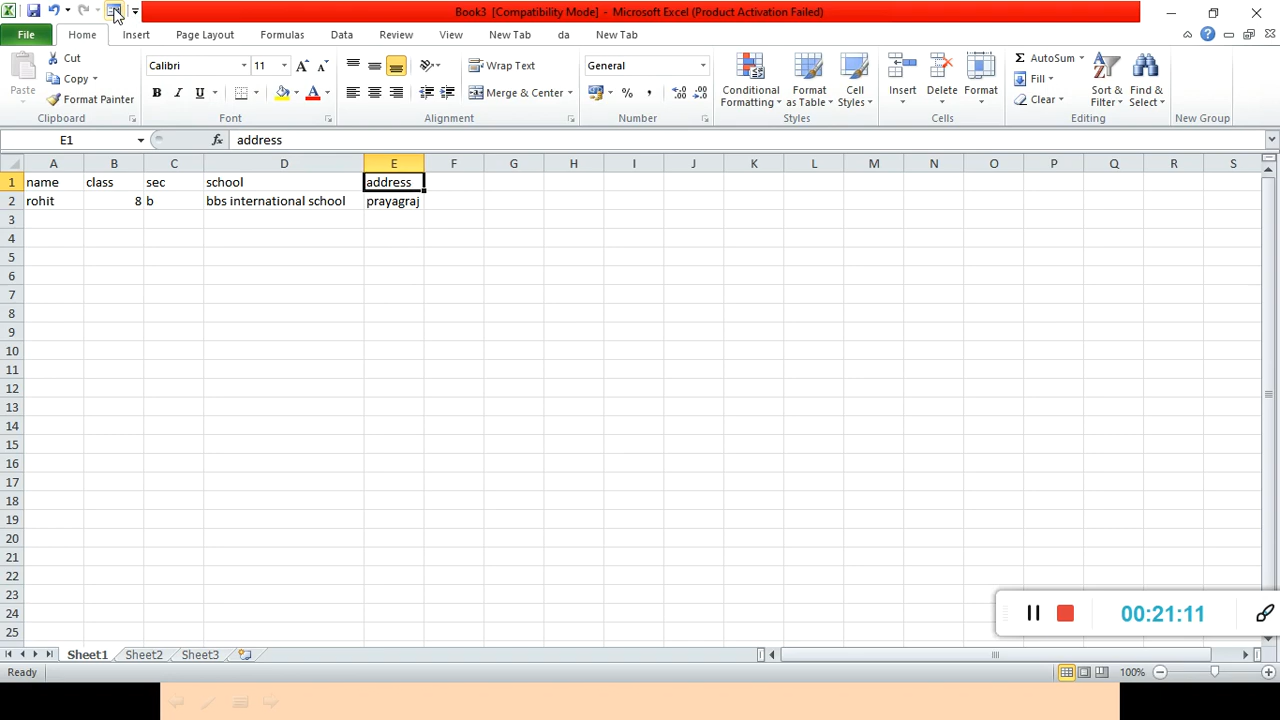 Book3 [Compatibility Mode] - Microsoft Excel (Product Activation Failed)
File Home Insert Page Layout Formulas Data Review View New Tab da New Tab
Paste
Cut
Copy
Format Painter
Clipboard
Calibri 11
B I U
Font
Wrap Text
Merge & Center
Alignment
General
%
Number
Conditional Formatting
Format as Table
Cell Styles
Styles
Insert
Delete
Format
Cells
AutoSum
Fill
Clear
Sort & Filter
Find & Select
Editing
New Group
E1 fx address
A B C D E F G H I J K L M N O P Q R S
1 name class sec school address
2 rohit 8 b bbs international school prayagraj
3
4
5
6
7
8
9
10
11
12
13
14
15
16
17
18
19
20
21
22
23
24
25
00:21:11
Sheet1 Sheet2 Sheet3
Ready 100%